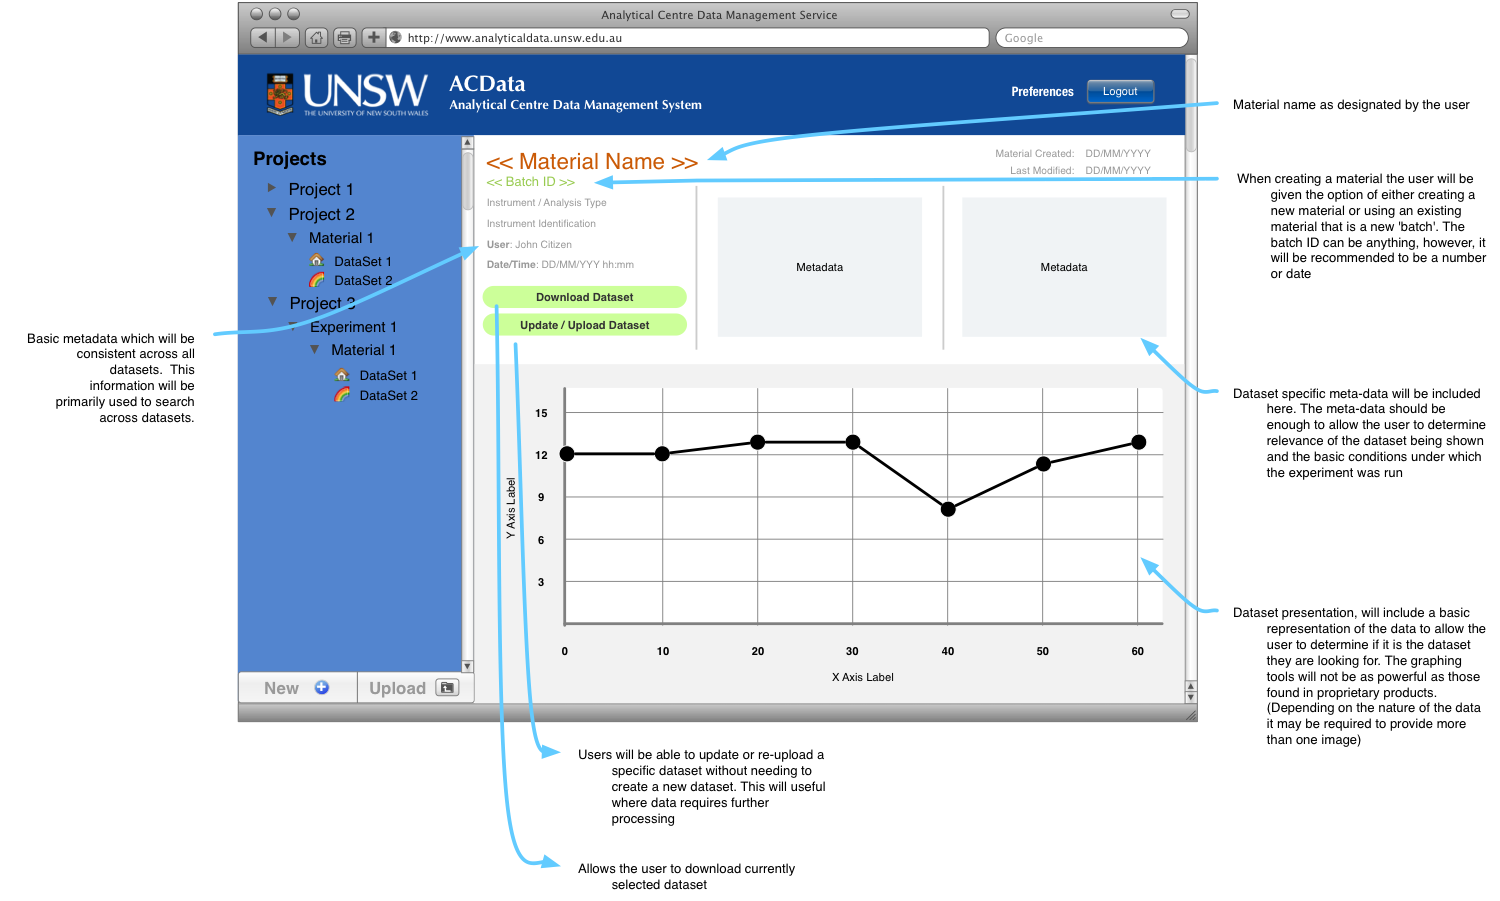 Analytical Centre Data Management Service
http://www.analyticaldata.unsw.edu.au
Google
UNSW
THE UNIVERSITY OF NEW SOUTH WALES
ACData
Analytical Centre Data Management System
Preferences
Logout
Projects
Project 1
Project 2
Material 1
DataSet 1
DataSet 2
Project 3
Experiment 1
Material 1
DataSet 1
DataSet 2
New
Upload
<< Material Name >>
<< Batch ID >>
Material Created: DD/MM/YYYY
Last Modified: DD/MM/YYYY
Instrument / Analysis Type
Instrument Identification
User: John Citizen
Date/Time: DD/MM/YYY hh:mm
Download Dataset
Update / Upload Dataset
Metadata
Metadata
15
12
9
6
3
Y Axis Label
0 10 20 30 40 50 60
X Axis Label
Basic metadata which will be
consistent across all
datasets. This
information will be
primarily used to search
across datasets.
Material name as designated by the user
When creating a material the user will be
given the option of either creating a
new material or using an existing
material that is a new 'batch'. The
batch ID can be anything, however, it
will be recommended to be a number
or date
Dataset specific meta-data will be included
here. The meta-data should be
enough to allow the user to determine
relevance of the dataset being shown
and the basic conditions under which
the experiment was run
Dataset presentation, will include a basic
representation of the data to allow the
user to determine if it is the dataset
they are looking for. The graphing
tools will not be as powerful as those
found in proprietary products.
(Depending on the nature of the data
it may be required to provide more
than one image)
Users will be able to update or re-upload a
specific dataset without needing to
create a new dataset. This will useful
where data requires further
processing
Allows the user to download currently
selected dataset